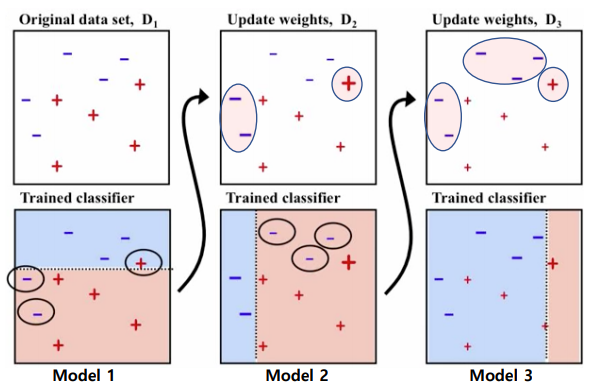 Original data set, D1
Update weights, D2
Update weights, D3
Trained classifier
Trained classifier
Trained classifier
Model 1
Model 2
Model 3